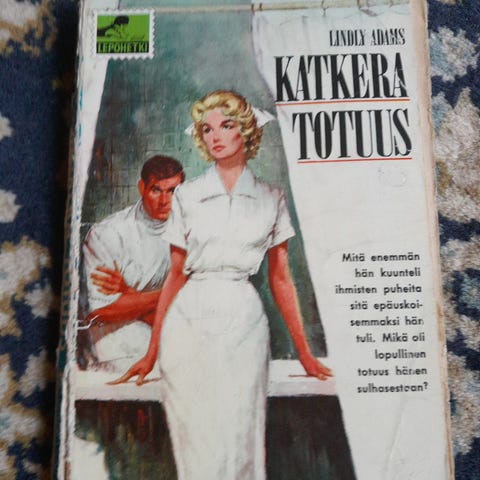 LEPOHETKI
LINDLY ADAMS
KATKERA
TOTUUS
Mitä enemmän
hän kuunteli
ihmisten puheita
sitä epäuskoi-
semmaksi hän
tuli. Mikä oli
lopullinen
totuus hänen
sulhasestaan?